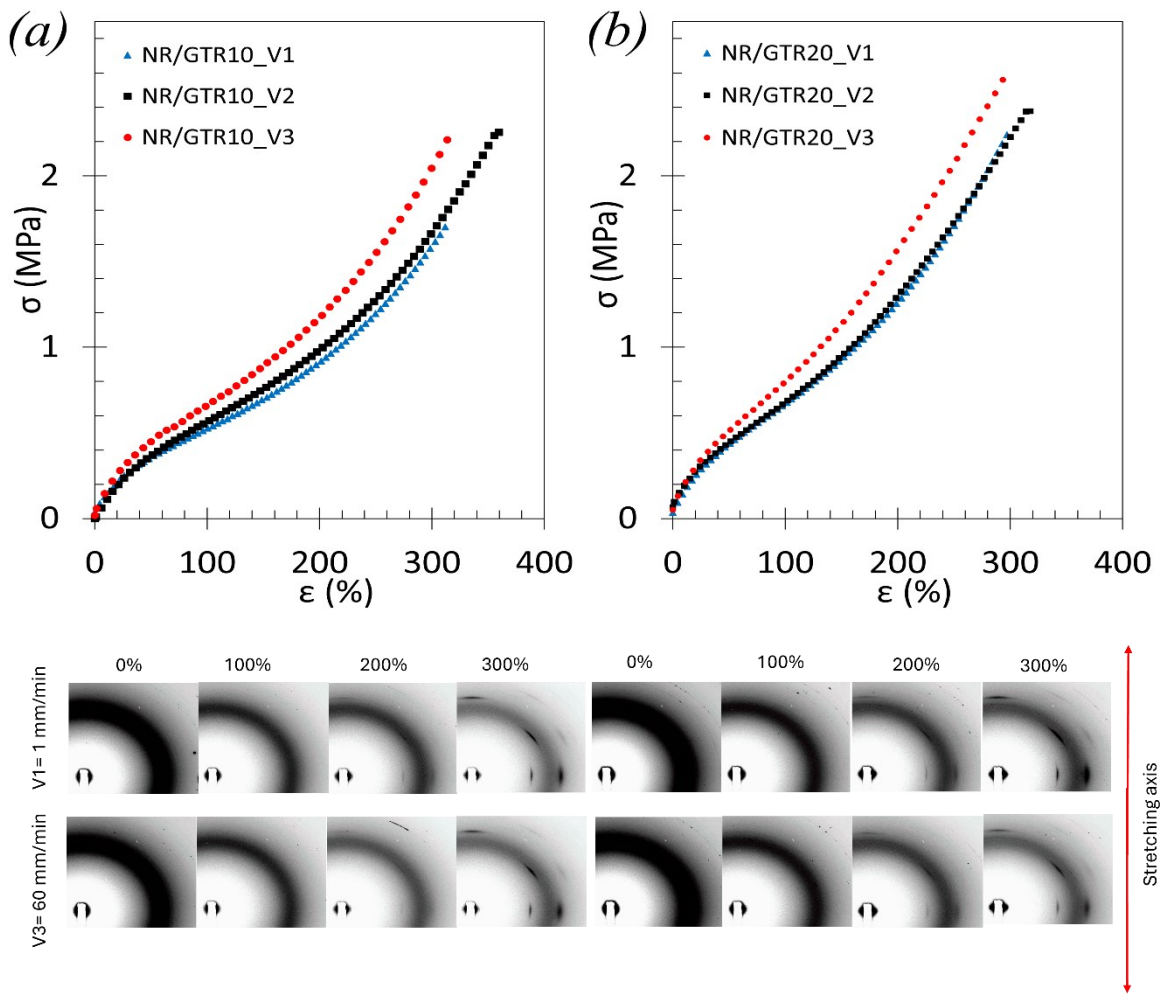 (a)
NR/GTR10_V1
NR/GTR10_V2
NR/GTR10_V3
2
1
0
σ (MPa)
0 100 200 300 400
ε (%)
(b)
NR/GTR20_V1
NR/GTR20_V2
NR/GTR20_V3
2
1
0
σ (MPa)
0 100 200 300 400
ε (%)
0% 100% 200% 300% 0% 100% 200% 300%
V1= 1 mm/min
V3= 60 mm/min
Stretching axis